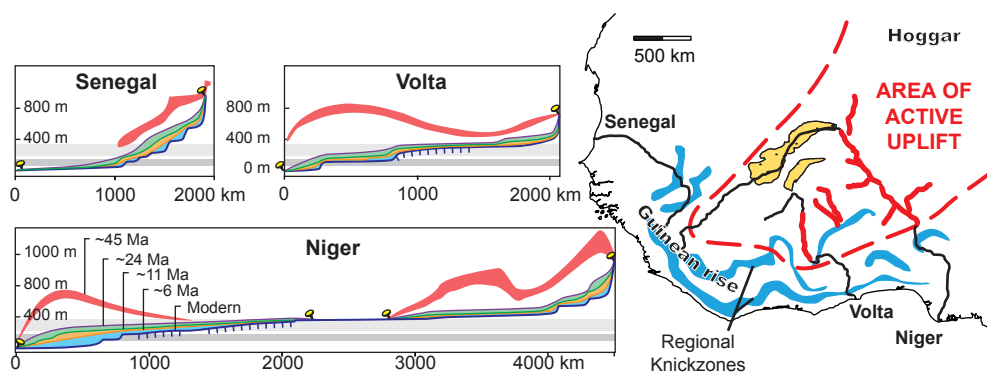 Senegal
800 m
400 m
0
1000
2000 km
Volta
800 m
400 m
0 m
0
1000
2000 km
Niger
1000 m
800 m
400 m
~45 Ma
~24 Ma
~11 Ma
~6 Ma
Modern
0
1000
2000
3000
4000 km
500 km
Hoggar
AREA OF
ACTIVE
UPLIFT
Senegal
Guinean rise
Regional
Knickzones
Volta
Niger